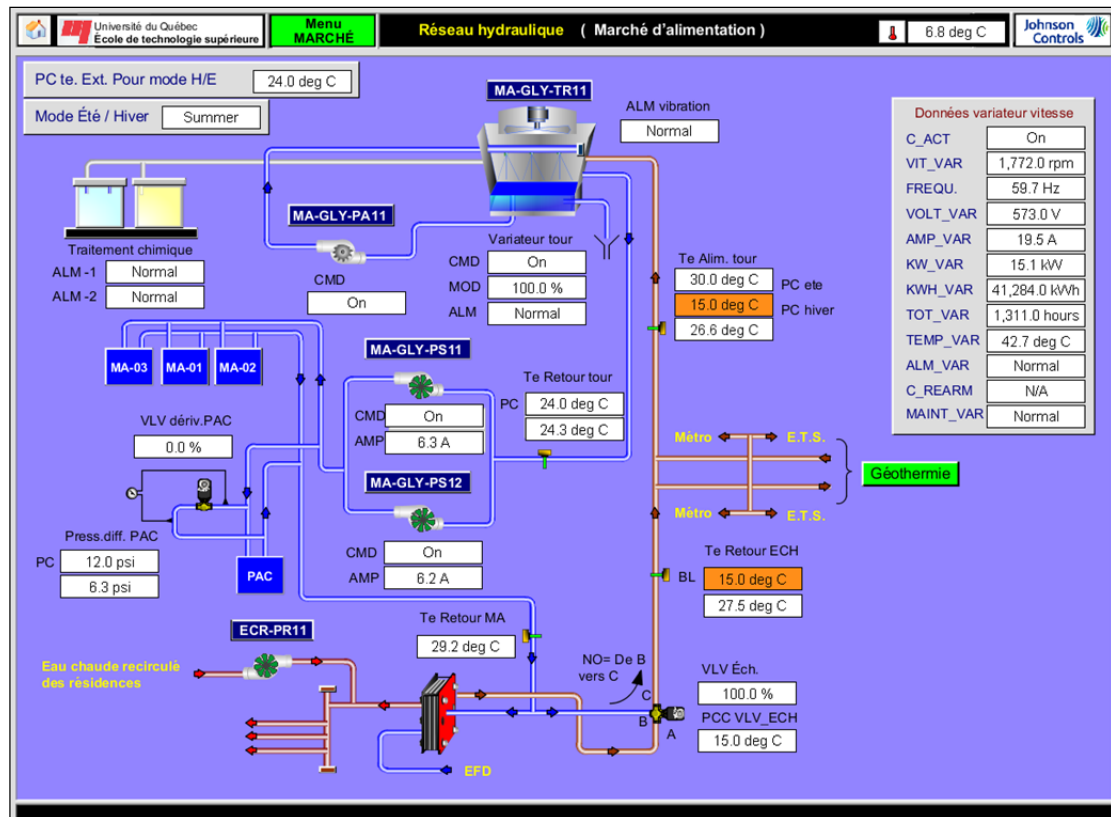 Université du Québec
École de technologie supérieure
Menu
MARCHÉ
Réseau hydraulique ( Marché d'alimentation )
6.8 deg C
Johnson
Controls
PC te. Ext. Pour mode H/E 24.0 deg C
Mode Été / Hiver Summer
MA-GLY-TR11
ALM vibration
Normal
Données variateur vitesse
C_ACT On
VIT_VAR 1,772.0 rpm
FREQU. 59.7 Hz
VOLT_VAR 573.0 V
AMP_VAR 19.5 A
KW_VAR 15.1 kW
KWH_VAR 41,284.0 kWh
TOT_VAR 1,311.0 hours
TEMP_VAR 42.7 deg C
ALM_VAR Normal
C_REARM N/A
MAINT_VAR Normal
MA-GLY-PA11
CMD
On
Traitement chimique
ALM -1 Normal
ALM -2 Normal
Variateur tour
CMD On
MOD 100.0 %
ALM Normal
Te Alim. tour
30.0 deg C PC ete
15.0 deg C PC hiver
26.6 deg C
MA-03
MA-01
MA-02
MA-GLY-PS11
CMD On
AMP 6.3 A
Te Retour tour
PC 24.0 deg C
24.3 deg C
VLV dériv.PAC
0.0 %
MA-GLY-PS12
CMD On
AMP 6.2 A
Métro E.T.S.
Géothermie
Métro E.T.S.
Press.diff. PAC
PC 12.0 psi
6.3 psi
PAC
Te Retour ECH
BL 15.0 deg C
27.5 deg C
ECR-PR11
Te Retour MA
29.2 deg C
Eau chaude recirculé
des résidences
NO= De B
vers C
C
B
A
VLV Éch.
100.0 %
PCC VLV_ECH
15.0 deg C
EFD